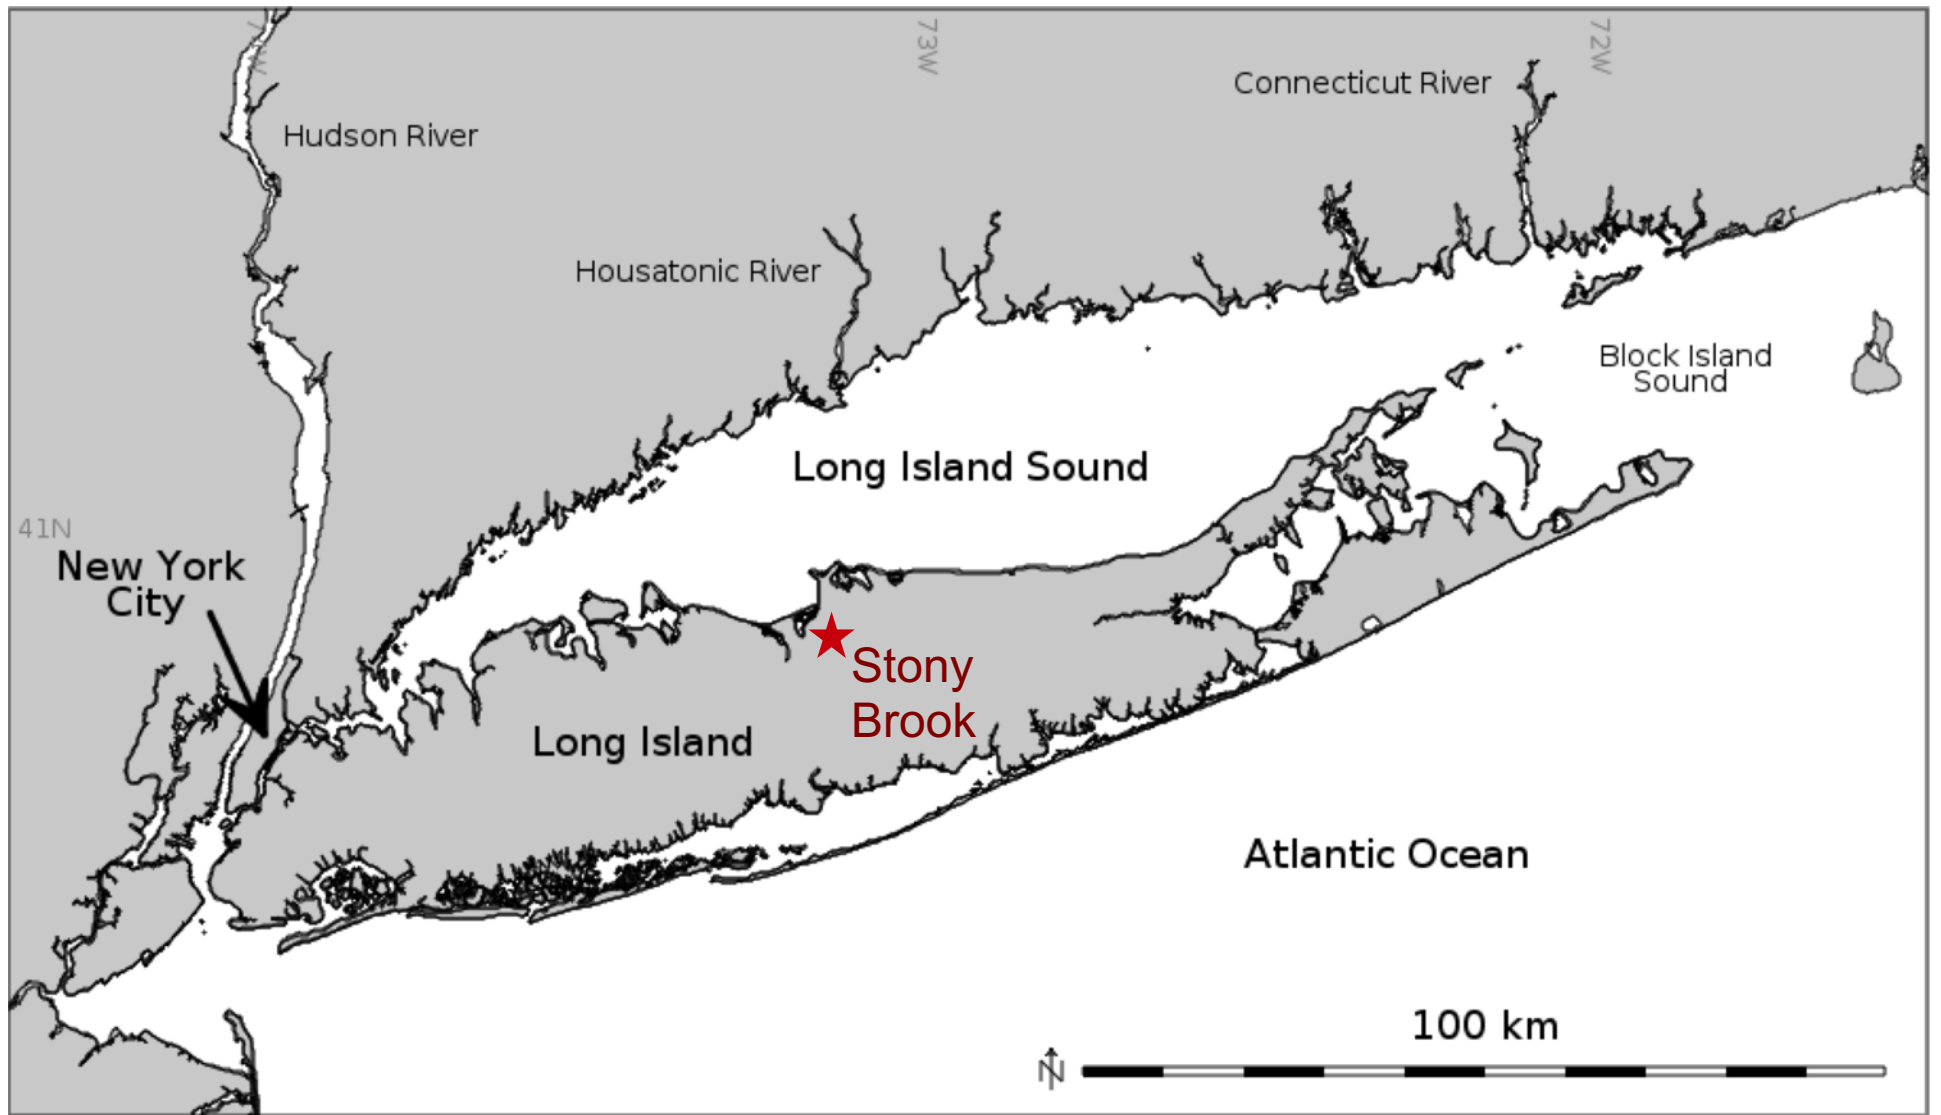 73W
72W
Connecticut River
Hudson River
Housatonic River
Block Island
Sound
Long Island Sound
41N
New York
City
Stony
Brook
Long Island
Atlantic Ocean
100 km
N